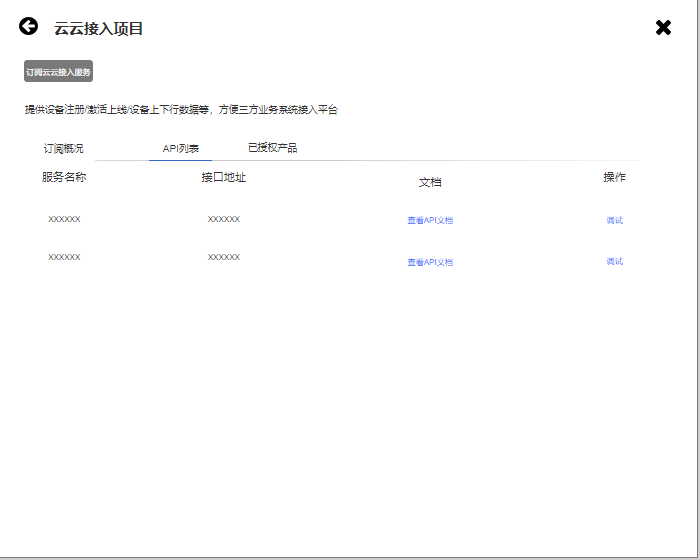 云云接入项目
订阅云云接入服务
提供设备注册/激活上线/设备上下行数据等，方便三方业务系统接入平台
订阅概况 API列表 已授权产品
服务名称 接口地址 文档 操作
XXXXXX XXXXXX 查看API文档 调试
XXXXXX XXXXXX 查看API文档 调试